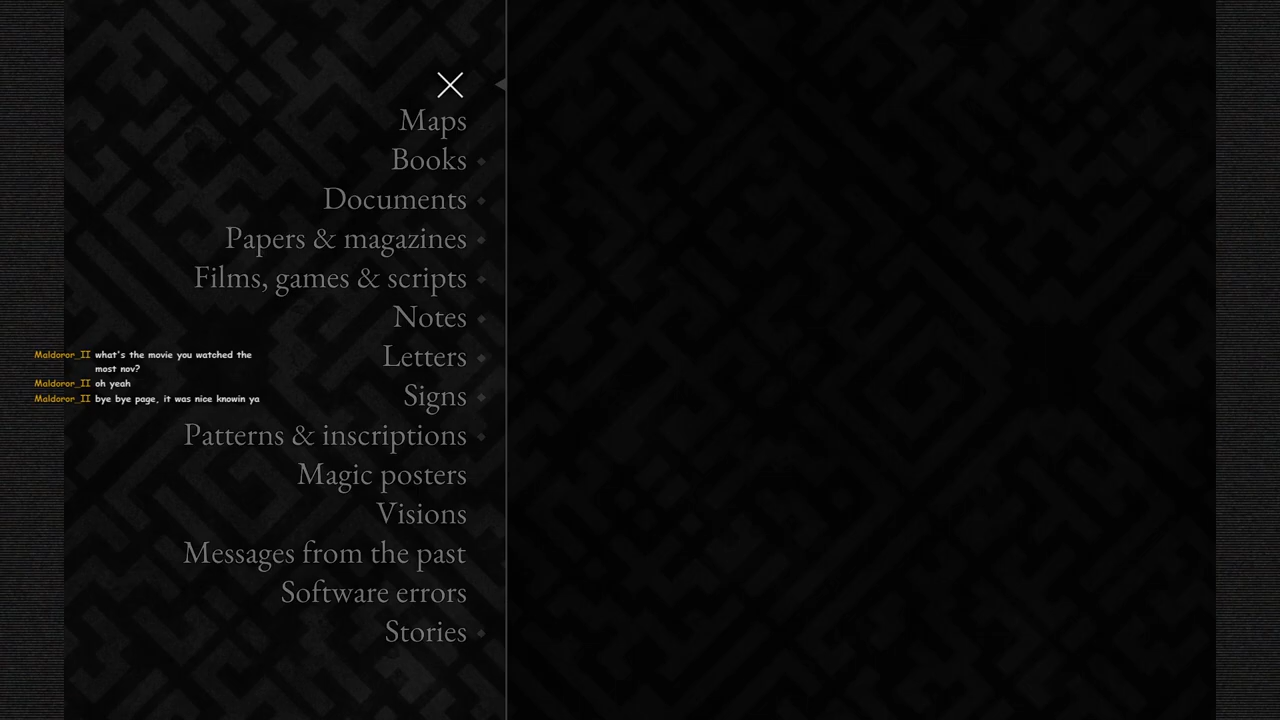 Maps
Books
Documents
Papers & magazines
Films, games & scripts
Notes
Letters
Signs
Patterns & inscriptions
Magic posters
Visions
Messages from the past
Software errors
Stories
Maldoror_II what's the movie you watched the
most nov?
Maldoror_II oh yeah
Maldoror_II bye bye page, it was nice knowin ya